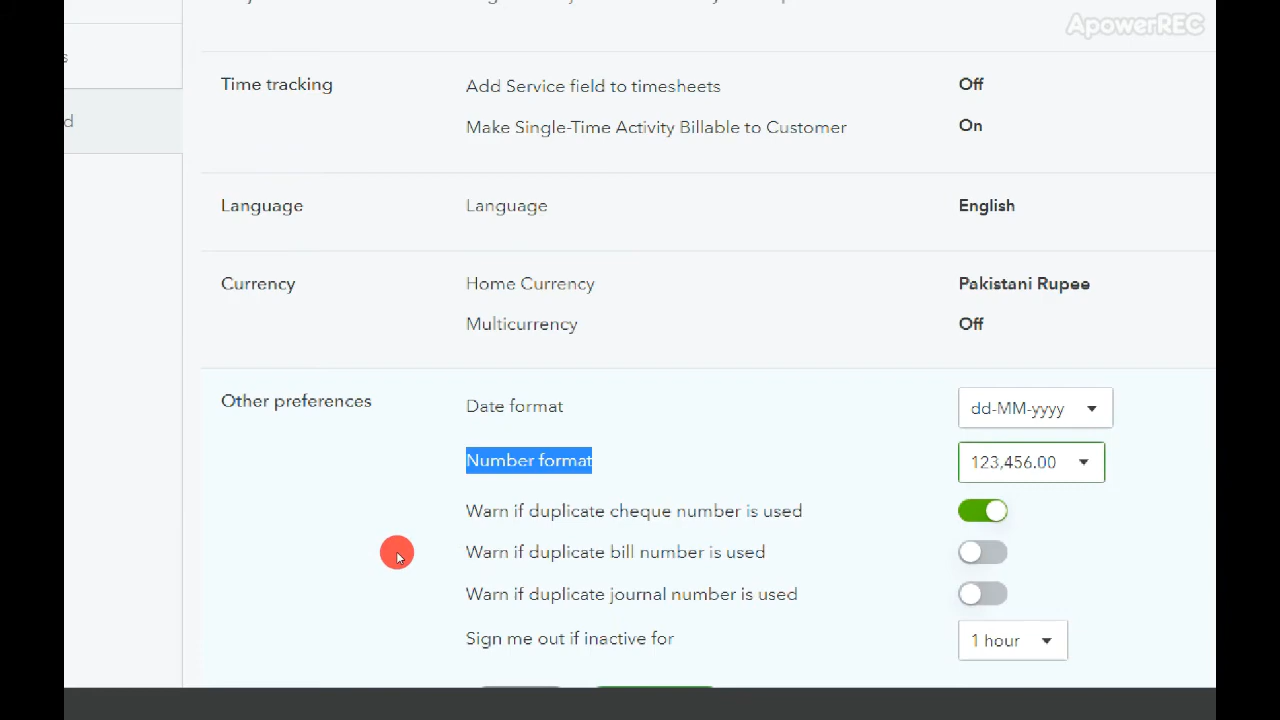 ApowerREC
s
Time tracking Add Service field to timesheets Off
Make Single-Time Activity Billable to Customer On
d
Language Language English
Currency Home Currency Pakistani Rupee
Multicurrency Off
Other preferences Date format dd-MM-yyyy
Number format 123,456.00
Warn if duplicate cheque number is used
Warn if duplicate bill number is used
Warn if duplicate journal number is used
Sign me out if inactive for 1 hour